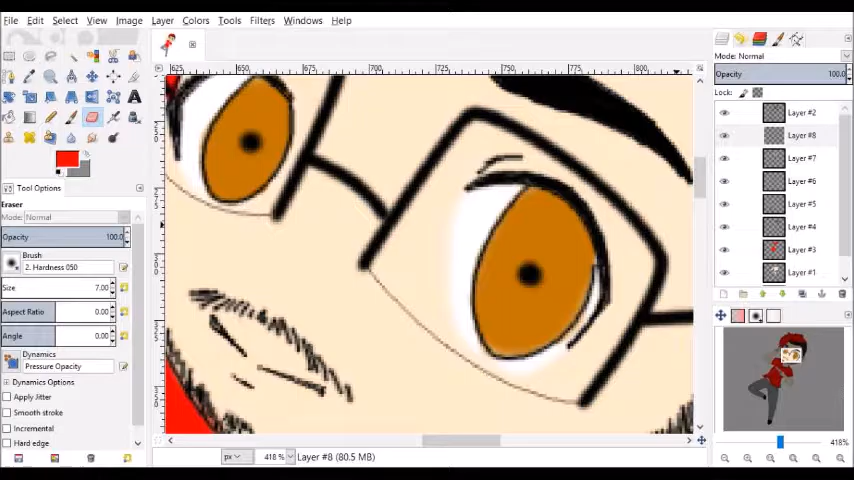 File Edit Select View Image Layer Colors Tools Filters Windows Help
625 650 675 700 725 750 775 800
Mode: Normal
Opacity 100.0
Lock:
Layer #2
Layer #8
Layer #7
Layer #6
Layer #5
Layer #4
Layer #3
Layer #1
Tool Options
Eraser
Mode: Normal
Opacity 100.0
Brush
2. Hardness 050
Size 7.00
Aspect Ratio 0.00
Angle 0.00
Dynamics
Pressure Opacity
Dynamics Options
Apply Jitter
Smooth stroke
Incremental
Hard edge
px 418 % Layer #8 (80.5 MB)
418%